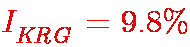 I_{KRG} = 9.8%